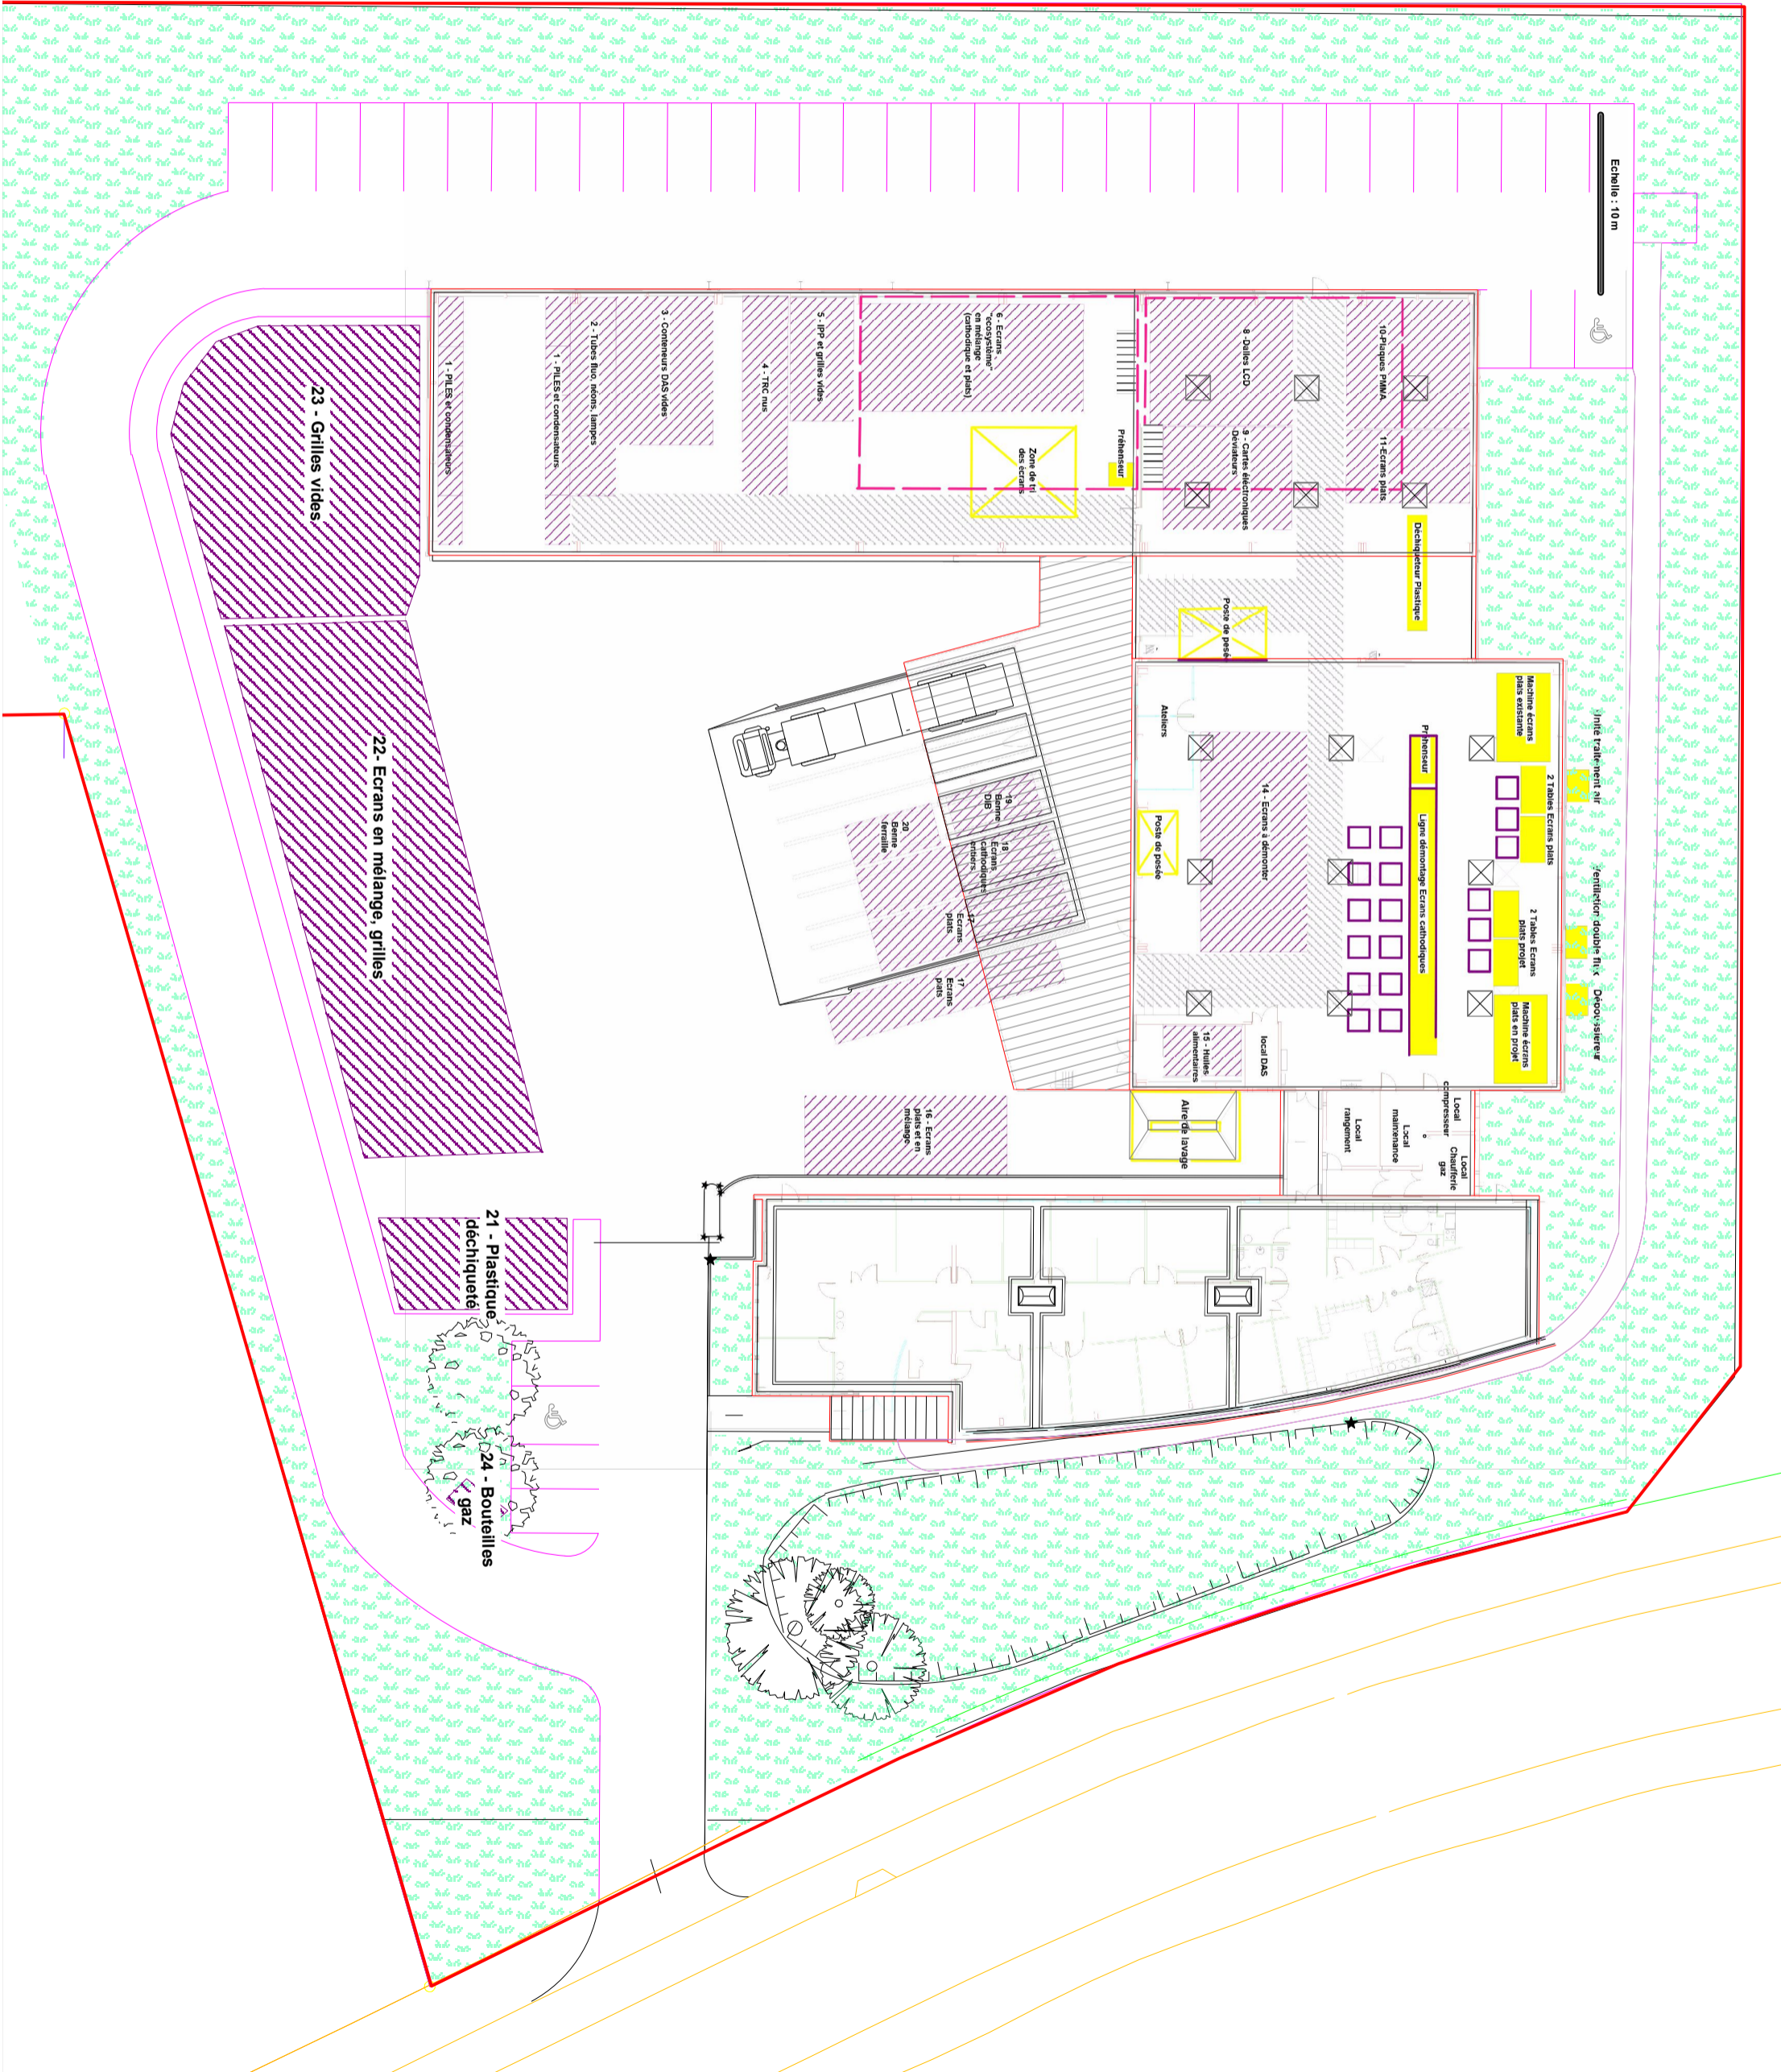 Echelle : 10 m
1 - PILES et condensateurs
1 - PILES et condensateurs
2 - Tubes fluo, néons, lampes
3 - Conteneurs DAS vides
4 - TRC nus
5 - IPP et grilles vides
6 - Ecrans
"ecosystème"
en mélange
(cathodique et plats)
Zone de tri
des écrans
Préhenseur
8 -Dalles LCD
9 - Cartes électroniques
Déviateurs
10-Plaques PMMA
11-Ecrans plats
Déchiqueteur Plastique
Poste de pesée
Ateliers
Poste de pesée
14 - Ecrans à démonter
Préhenseur
Ligne démontage Ecrans cathodiques
Machine écrans
plats existante
2 Tables Ecrans plats
2 Tables Ecrans
plats projet
Machine écrans
plats en projet
Unité traitement air
Ventilation double flux
Dépoussiereur
15 - Huiles
alimentaires
local DAS
Local
compresseur
Local
Chaufferie
gaz
Local
maintenance
Local
rangement
Aire de lavage
16 - Ecrans
plats et en
mélange
17
Ecrans
plats
17
Ecrans
plats
18
Ecrans
cathodiques
entiers
19
Benne
DIB
20
Benne
ferraille
21 - Plastique
déchiqueté
22- Ecrans en mélange, grilles
23 - Grilles vides
24 - Bouteilles
gaz